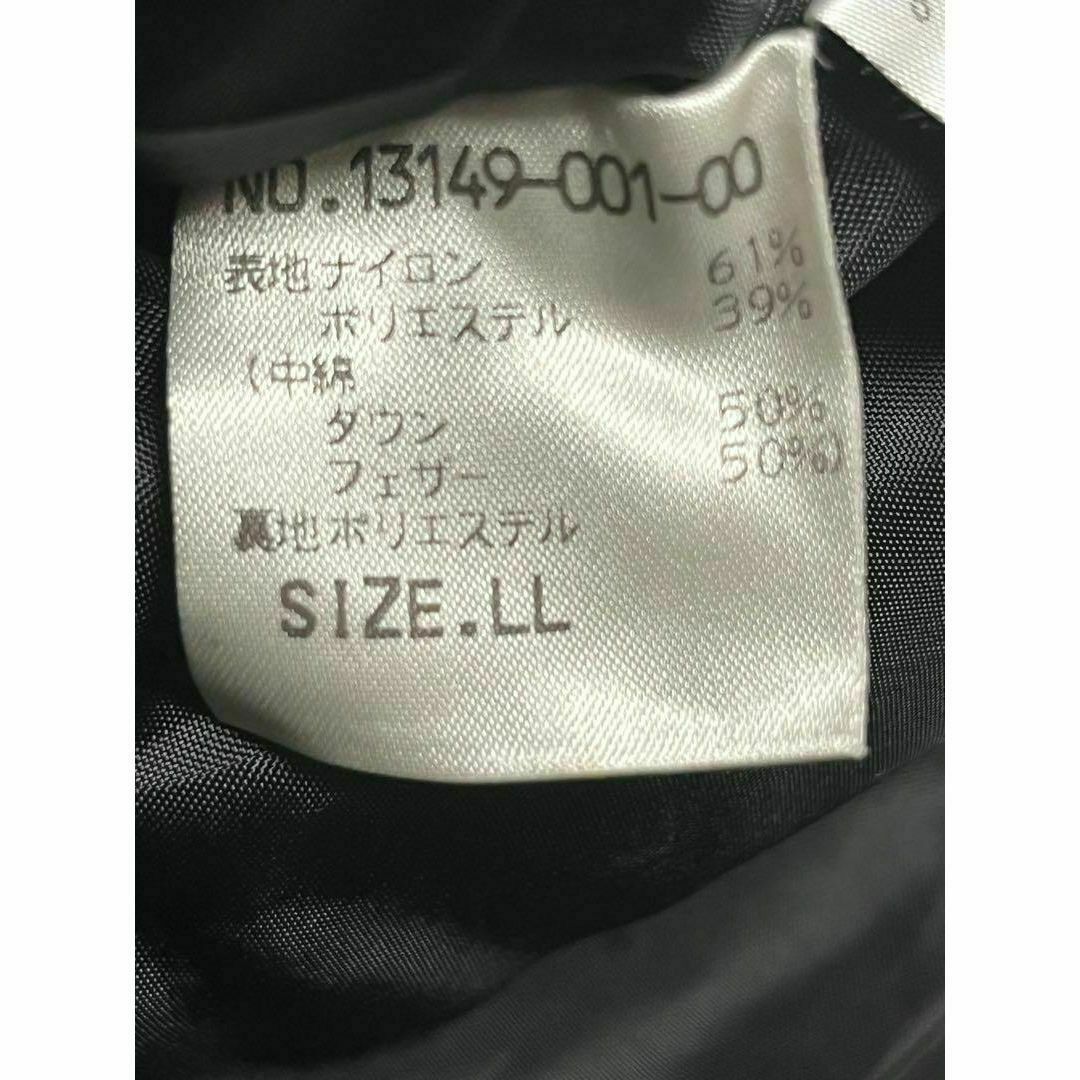 NO.13149-001-00
表地ナイロン 61%
ポリエステル 39%
(中綿
ダウン 50%
フェザー 50%)
裏地ポリエステル
SIZE.LL